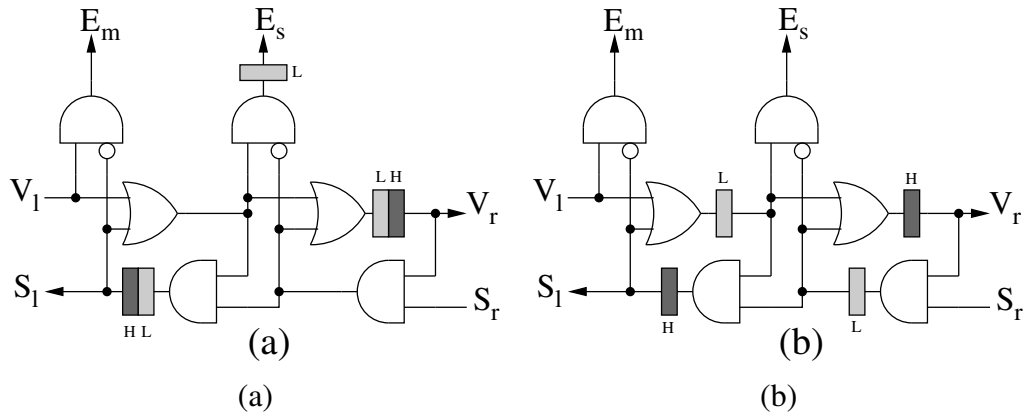 E_m E_s E_m E_s
L
L H L H
V_l V_r V_l V_r
S_l S_r S_l S_r
H L H L
(a) (b)
(a) (b)